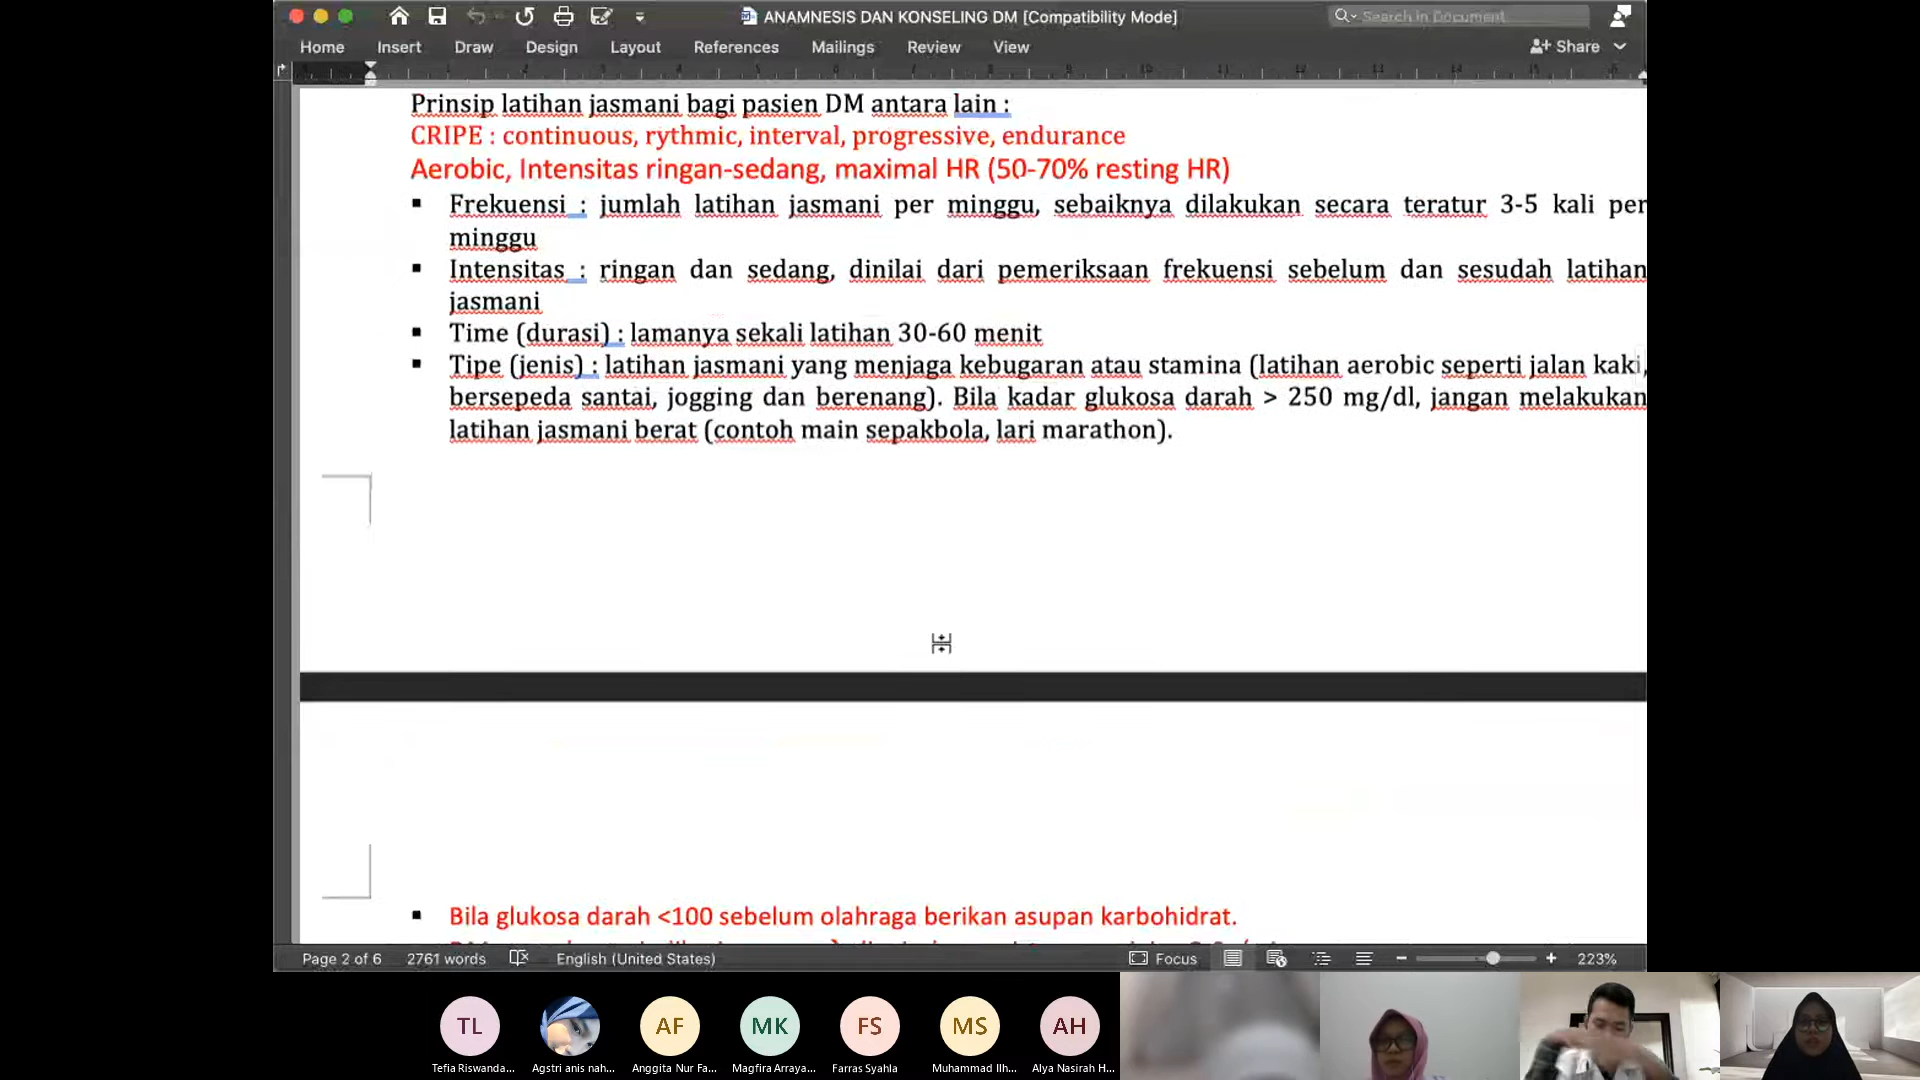 ANAMNESIS DAN KONSELING DM [Compatibility Mode]
Search in Document
Home Insert Draw Design Layout References Mailings Review View Share
Prinsip latihan jasmani bagi pasien DM antara lain :
CRIPE : continuous, rythmic, interval, progressive, endurance
Aerobic, Intensitas ringan-sedang, maximal HR (50-70% resting HR)
▪ Frekuensi : jumlah latihan jasmani per minggu, sebaiknya dilakukan secara teratur 3-5 kali per
minggu
▪ Intensitas : ringan dan sedang, dinilai dari pemeriksaan frekuensi sebelum dan sesudah latihan
jasmani
▪ Time (durasi) : lamanya sekali latihan 30-60 menit
▪ Tipe (jenis) : latihan jasmani yang menjaga kebugaran atau stamina (latihan aerobic seperti jalan kaki,
bersepeda santai, jogging dan berenang). Bila kadar glukosa darah > 250 mg/dl, jangan melakukan
latihan jasmani berat (contoh main sepakbola, lari marathon).
▪ Bila glukosa darah <100 sebelum olahraga berikan asupan karbohidrat.
Page 2 of 6 2761 words English (United States) Focus 223%
TL AF MK FS MS AH
Tefia Riswanda... Agstri anis nah... Anggita Nur Fa... Magfira Arraya... Farras Syahla Muhammad Ilh... Alya Nasirah H...